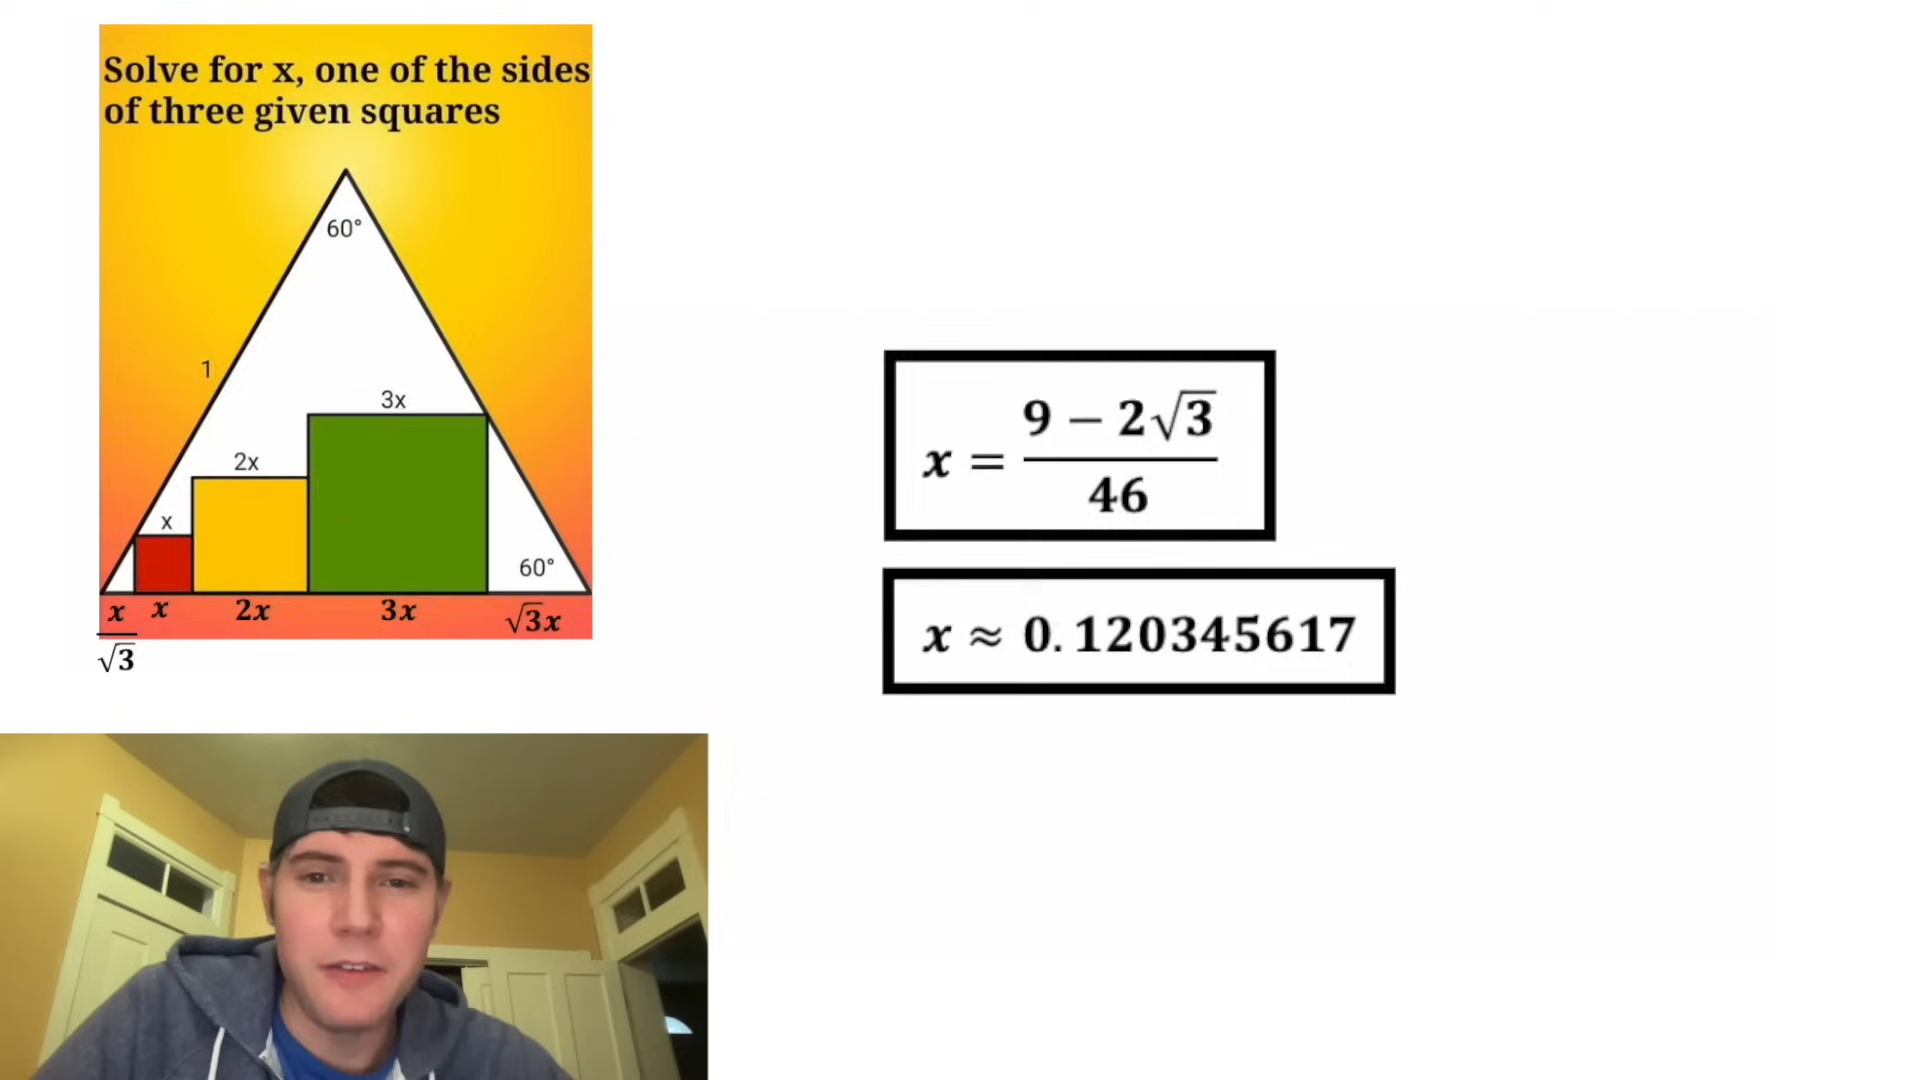 Solve for x, one of the sides
of three given squares
60°
1
3x
2x
x
60°
x/√3 x 2x 3x √3x
x = (9 − 2√3)/46
x ≈ 0.120345617